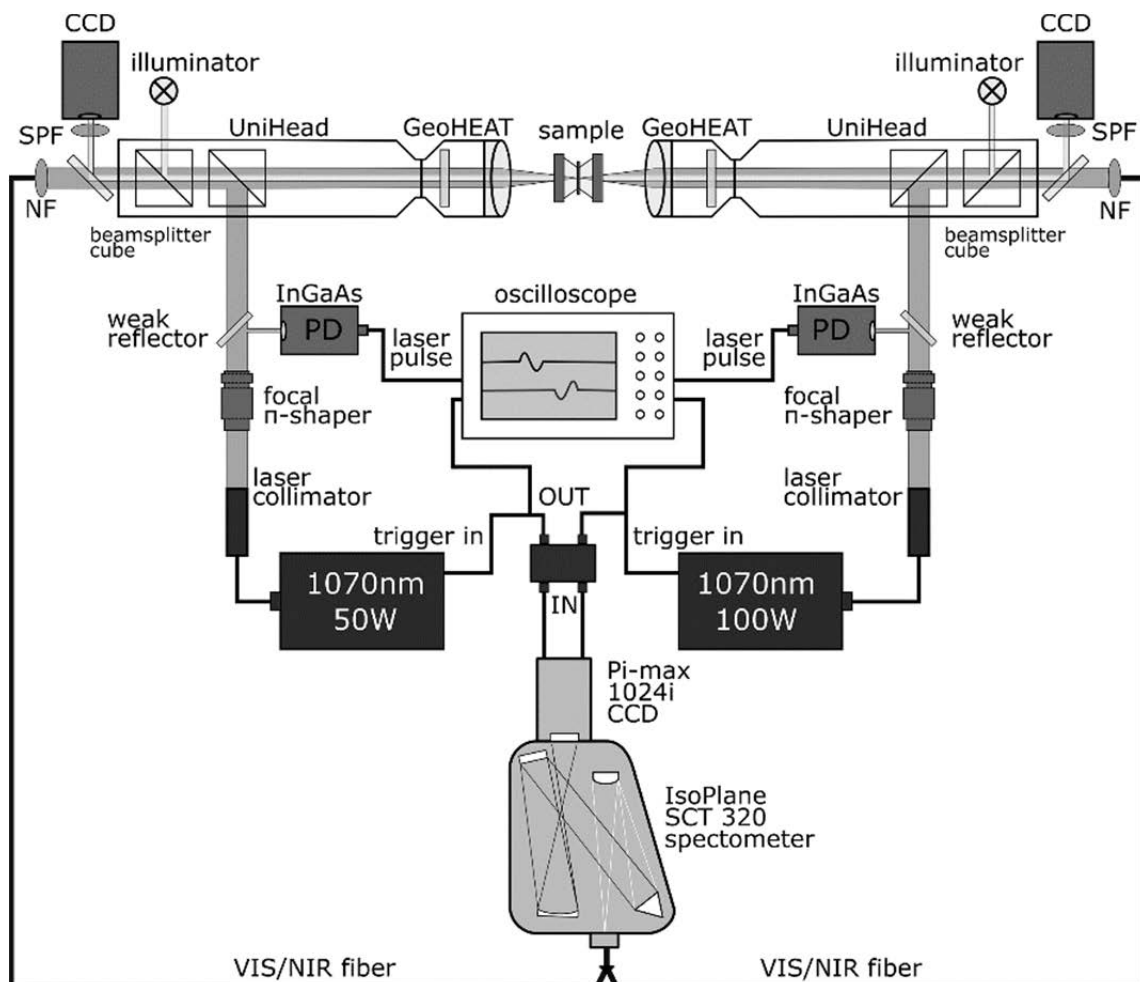 CCD
CCD
illuminator
illuminator
SPF
UniHead
GeoHEAT
sample
GeoHEAT
UniHead
SPF
NF
NF
beamsplitter
cube
beamsplitter
cube
InGaAs
PD
oscilloscope
InGaAs
PD
weak
reflector
laser
pulse
laser
pulse
weak
reflector
focal
π-shaper
focal
π-shaper
laser
collimator
OUT
laser
collimator
trigger in
trigger in
1070nm
50W
IN
1070nm
100W
Pi-max
1024i
CCD
IsoPlane
SCT 320
spectometer
VIS/NIR fiber
VIS/NIR fiber